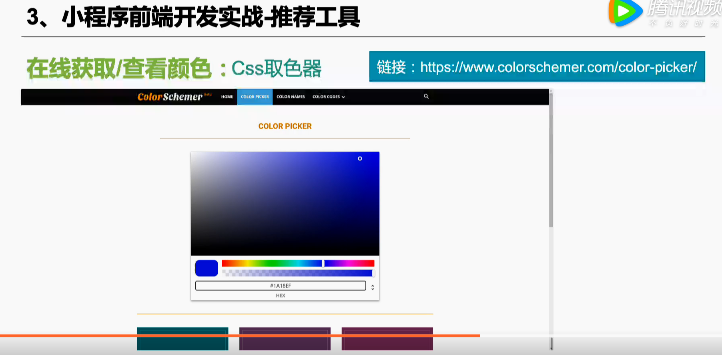 3、小程序前端开发实战-推荐工具
腾讯视频
在线获取/查看颜色：Css取色器
链接：https://www.colorschemer.com/color-picker/
ColorSchemer
HOME
COLOR PICKER
COLOR NAMES
COLOR CODES
COLOR PICKER
HEX